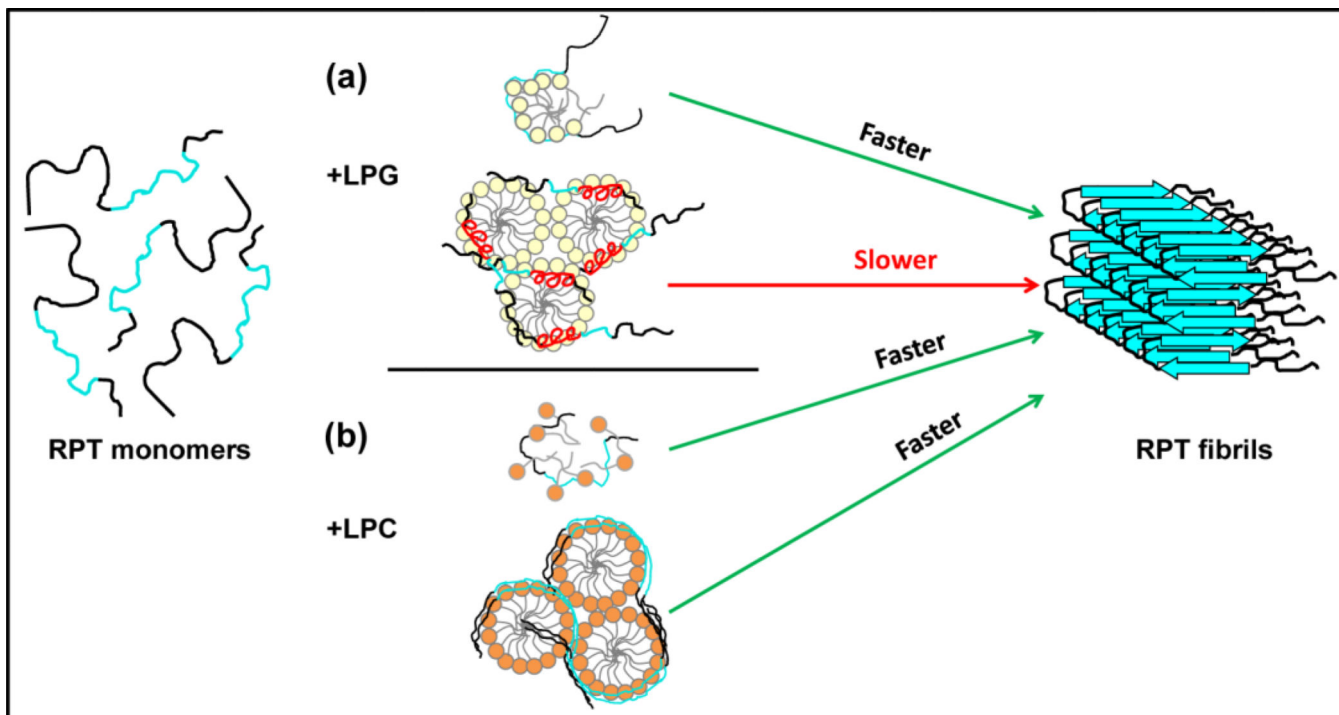 (a)
+LPG
Faster
Slower
Faster
Faster
RPT monomers
(b)
+LPC
RPT fibrils